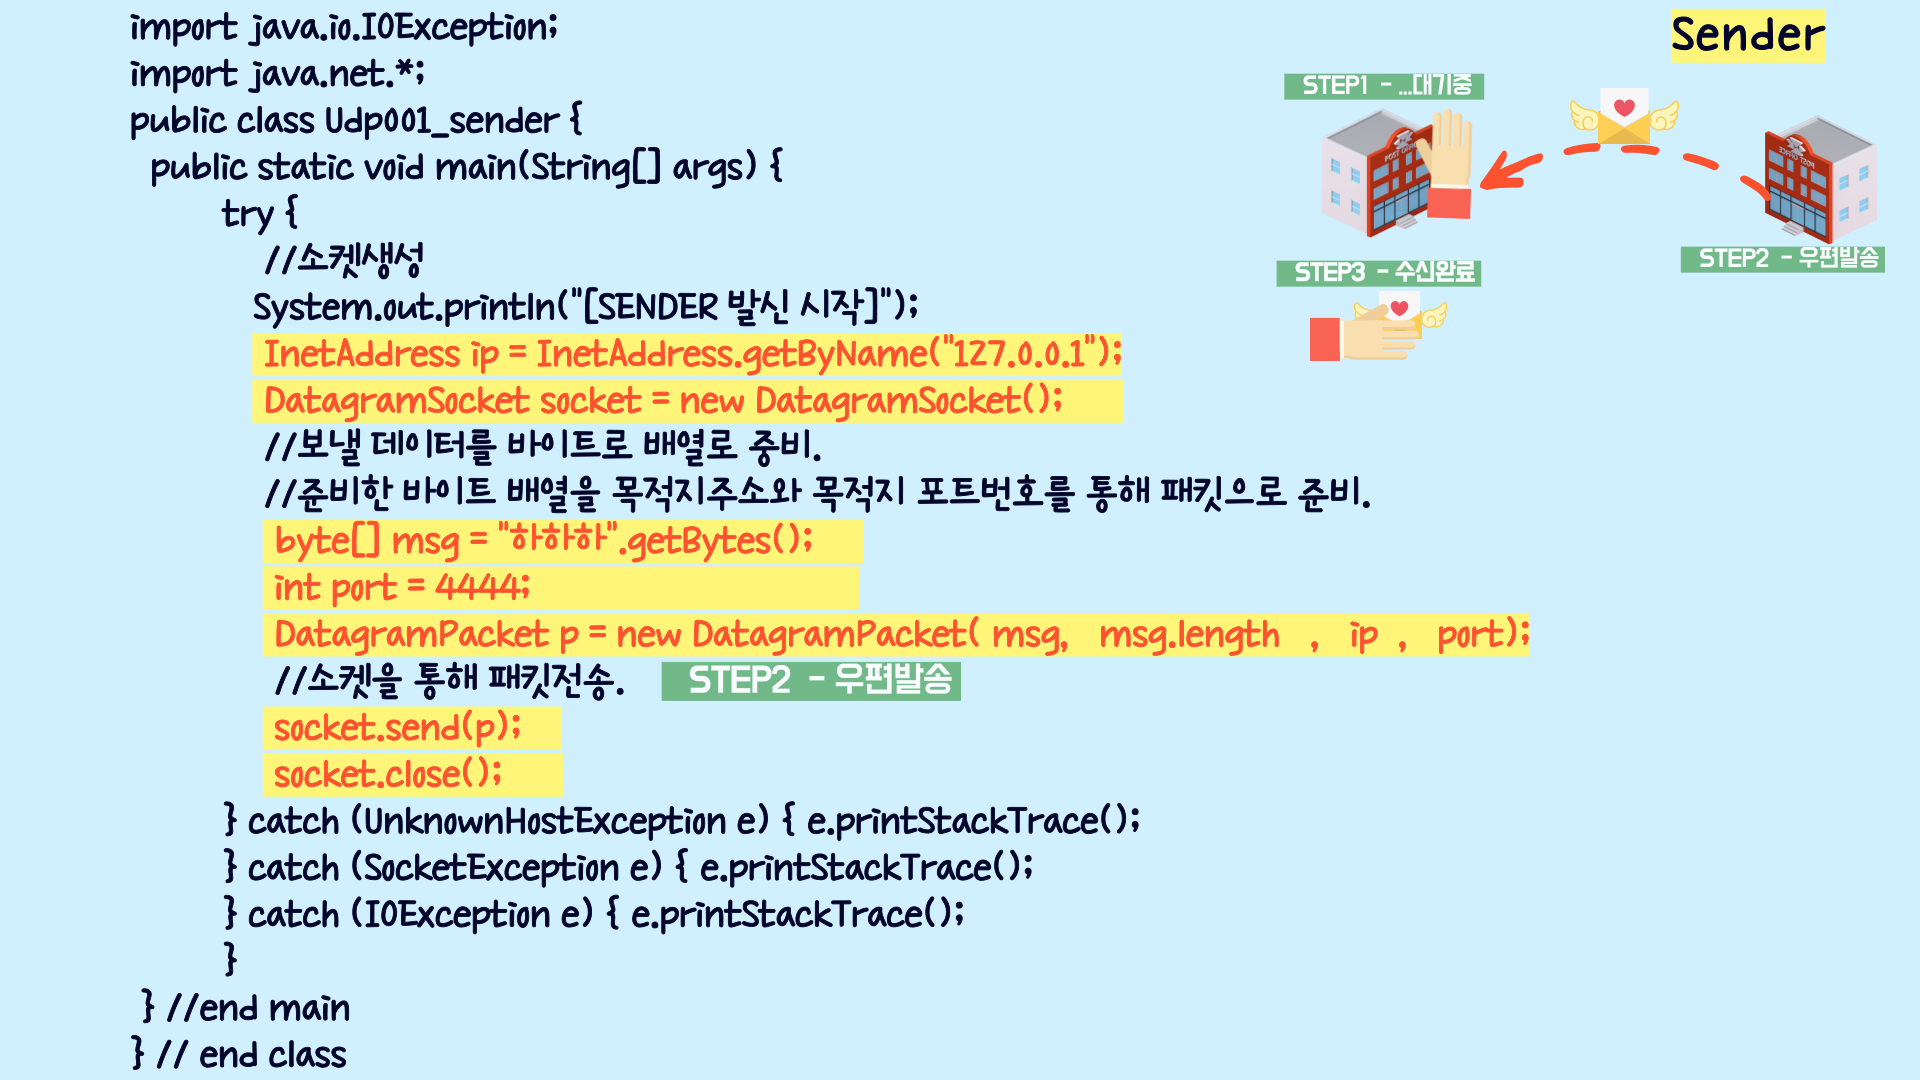 import java.io.IOException;
import java.net.*;
public class Udp001_sender {
public static void main(String[] args) {
try {
//소켓생성
System.out.println("[SENDER 발신 시작]");
InetAddress ip = InetAddress.getByName("127.0.0.1");
DatagramSocket socket = new DatagramSocket();
//보낼 데이터를 바이트로 배열로 중비.
//준비한 바이트 배열을 목적지주소와 목적지 포트번호를 통해 패킷으로 준비.
byte[] msg = "하하하".getBytes();
int port = 4444;
DatagramPacket p = new DatagramPacket( msg, msg.length , ip , port);
//소켓을 통해 패킷전송.
STEP2 - 우편발송
socket.send(p);
socket.close();
} catch (UnknownHostException e) { e.printStackTrace();
} catch (SocketException e) { e.printStackTrace();
} catch (IOException e) { e.printStackTrace();
}
} //end main
} // end class
Sender
STEP1 - ...대기중
POST OFFICE
POST OFFICE
STEP2 - 우편발송
STEP3 - 수신완료